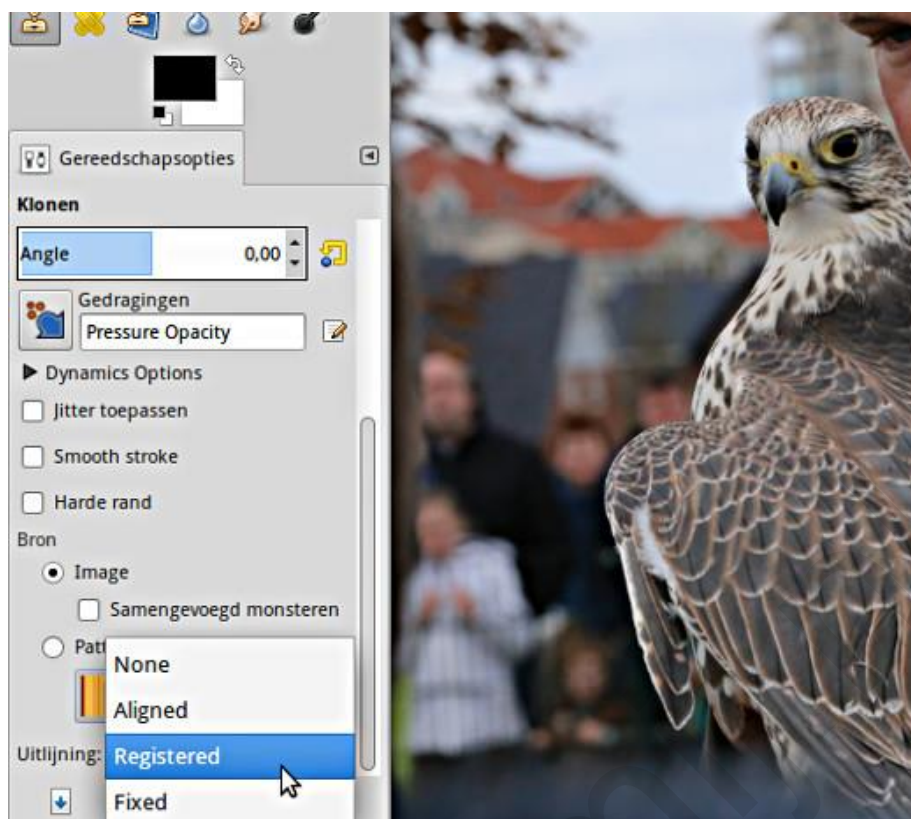 Gereedschapsopties
Klonen
Angle 0,00
Gedragingen
Pressure Opacity
Dynamics Options
Jitter toepassen
Smooth stroke
Harde rand
Bron
Image
Samengevoegd monsteren
None
Aligned
Uitlijning: Registered
Fixed